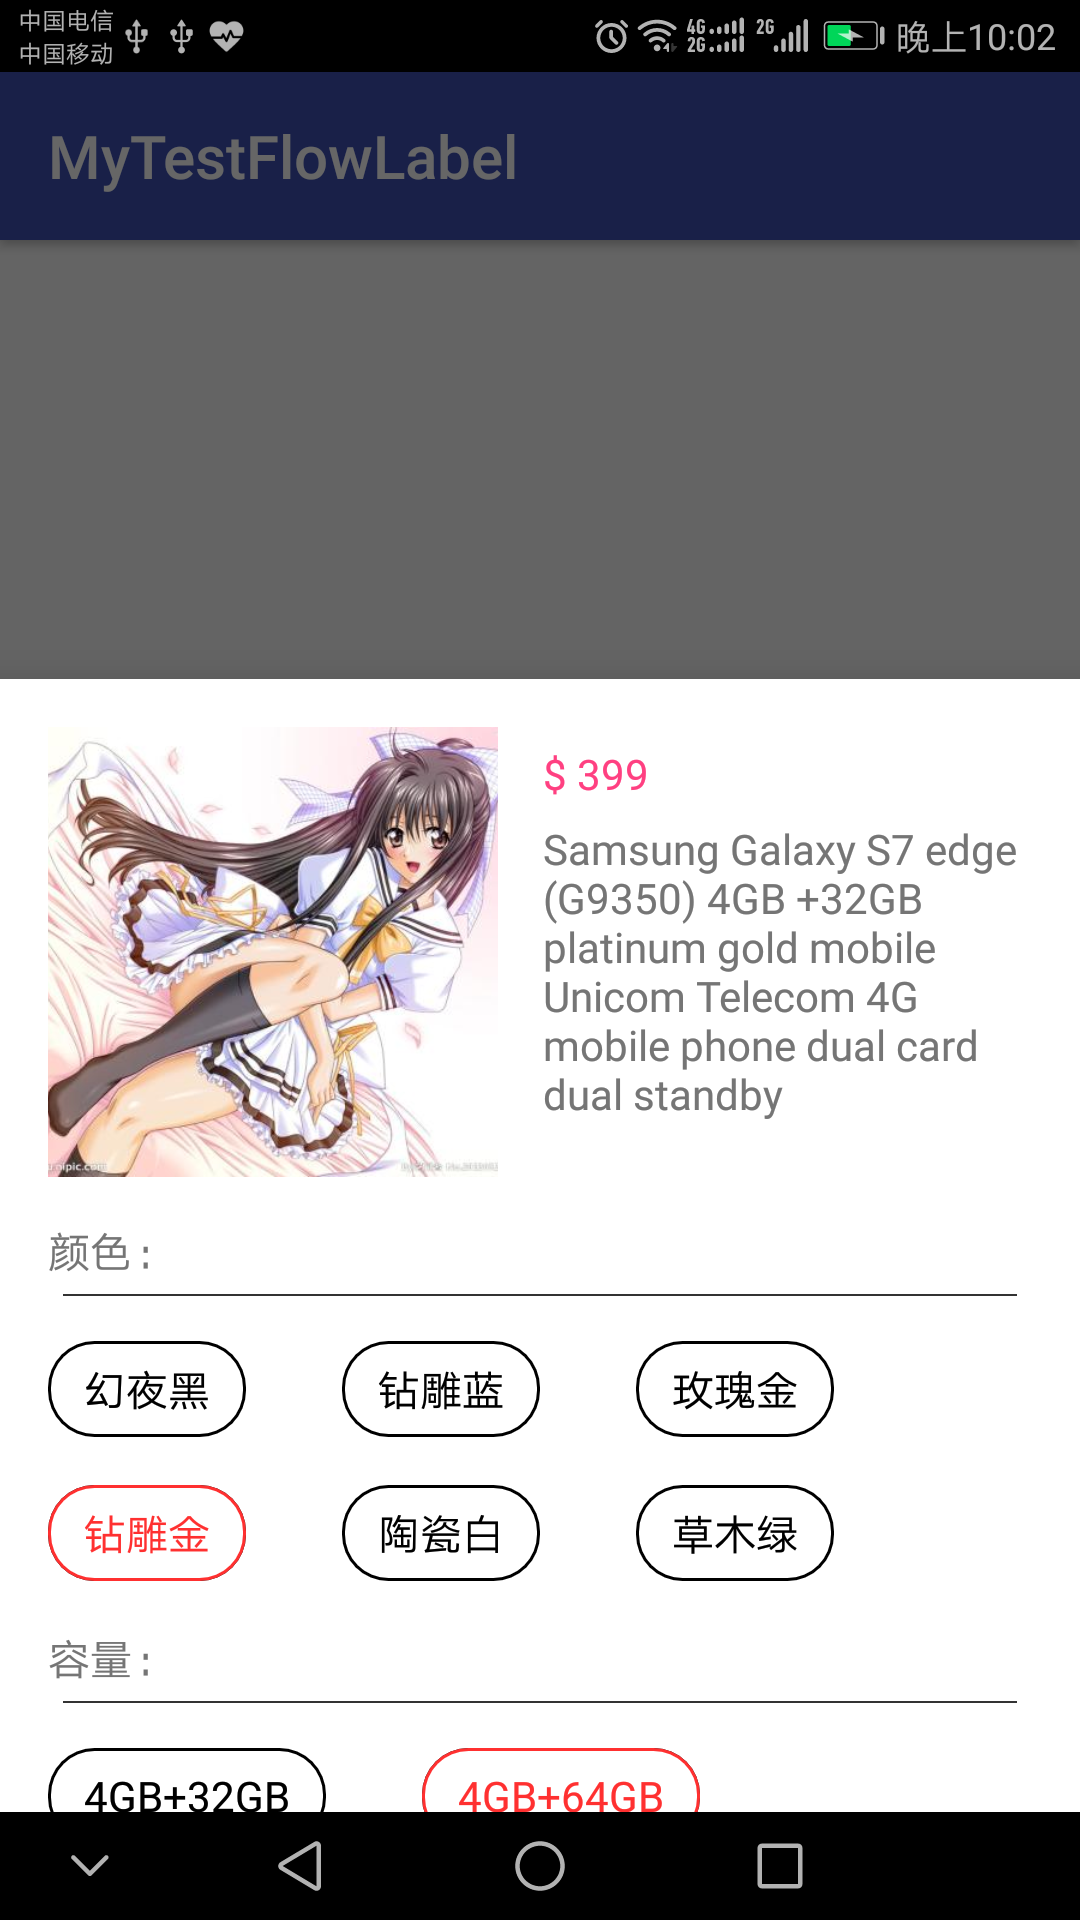 中国电信
中国移动
4G
2G
2G
晚上10:02
MyTestFlowLabel
$ 399
Samsung Galaxy S7 edge
(G9350) 4GB +32GB
platinum gold mobile
Unicom Telecom 4G
mobile phone dual card
dual standby
颜色:
幻夜黑 钻雕蓝 玫瑰金
钻雕金 陶瓷白 草木绿
容量:
4GB+32GB 4GB+64GB